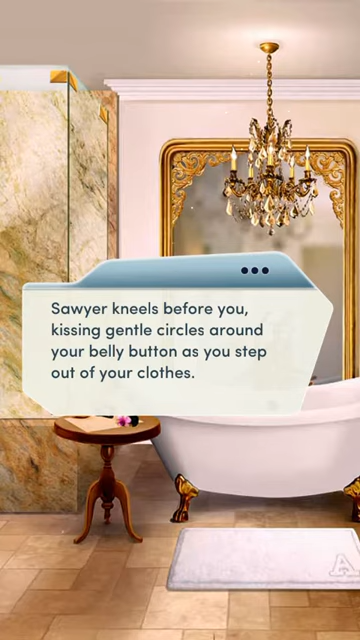 Sawyer kneels before you,
kissing gentle circles around
your belly button as you step
out of your clothes.
A